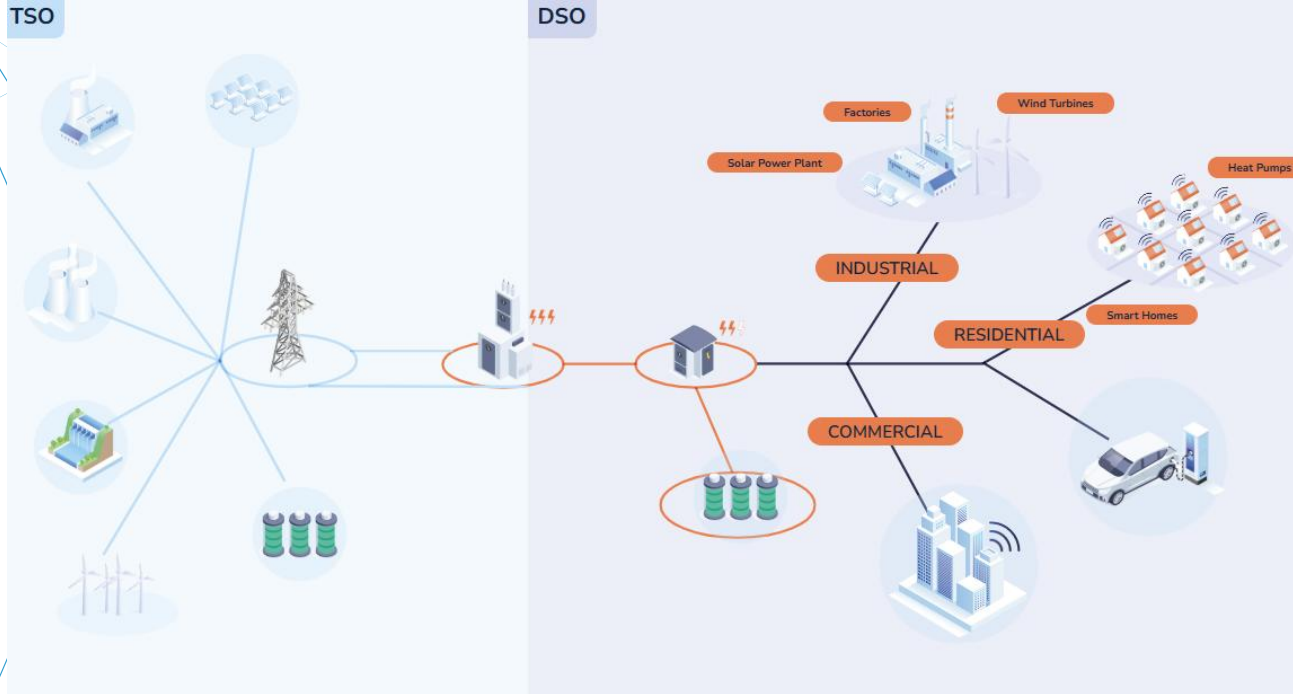 TSO
DSO
Factories
Wind Turbines
Solar Power Plant
Heat Pumps
INDUSTRIAL
Smart Homes
RESIDENTIAL
COMMERCIAL